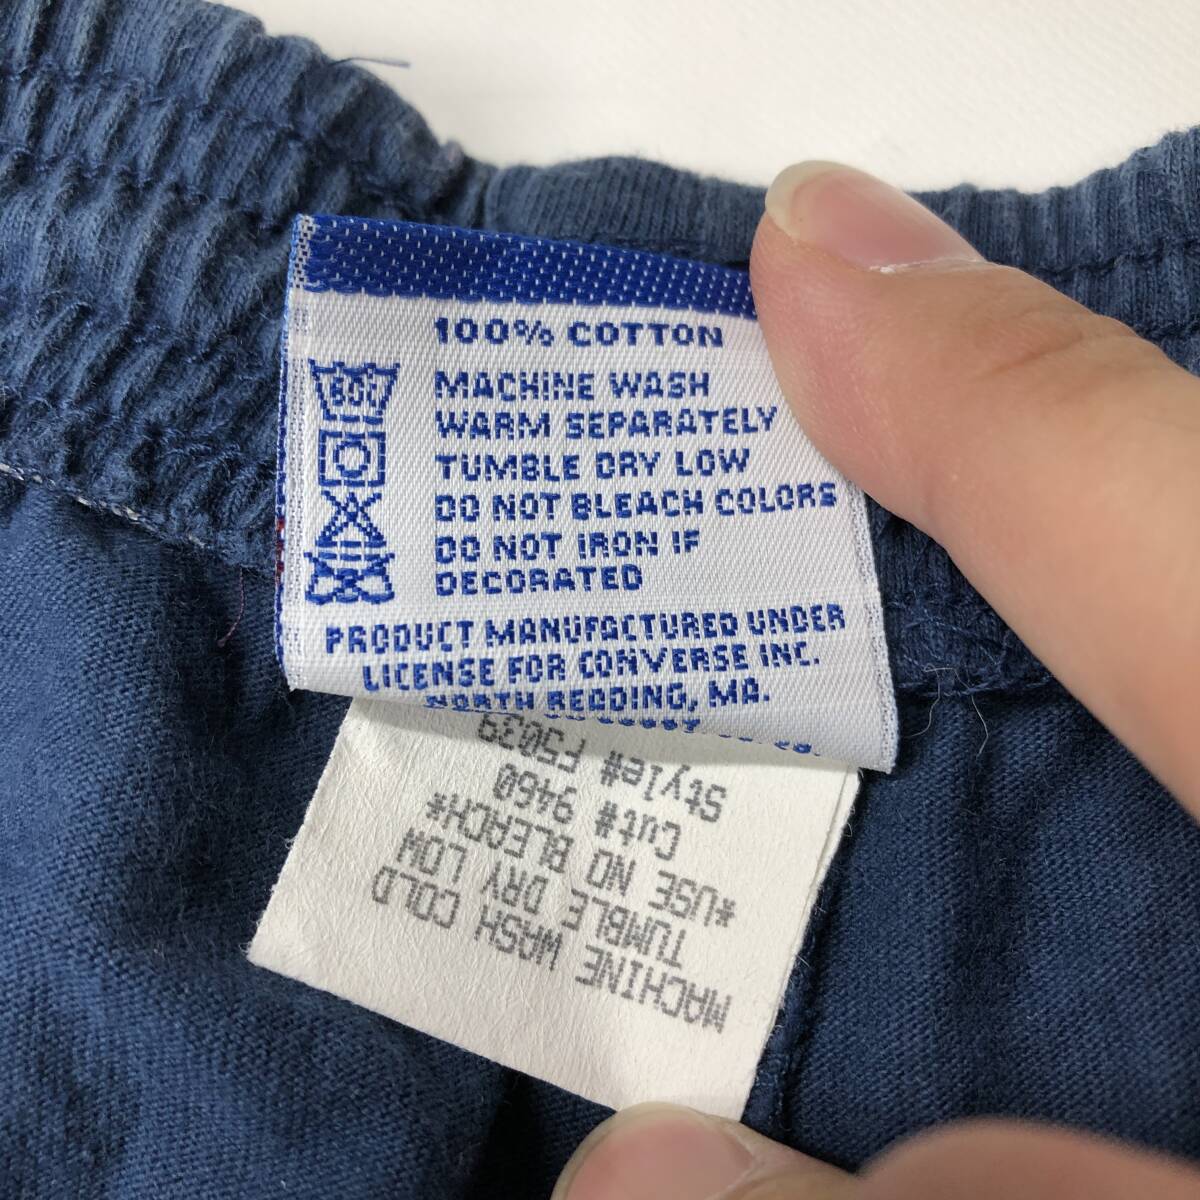 100% COTTON
MACHINE WASH
WARM SEPARATELY
TUMBLE DRY LOW
DO NOT BLEACH COLORS
DO NOT IRON IF
DECORATED
PRODUCT MANUFACTURED UNDER
LICENSE FOR CONVERSE INC.
NORTH READING, MA.
MACHINE WASH COLD
TUMBLE DRY LOW
*USE NO BLEACH*
Cut# 9460
Style# F5039